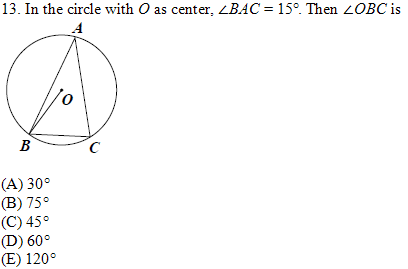 13. In the circle with O as center, ∠BAC = 15°. Then ∠OBC is
A
O
B
C
(A) 30°
(B) 75°
(C) 45°
(D) 60°
(E) 120°